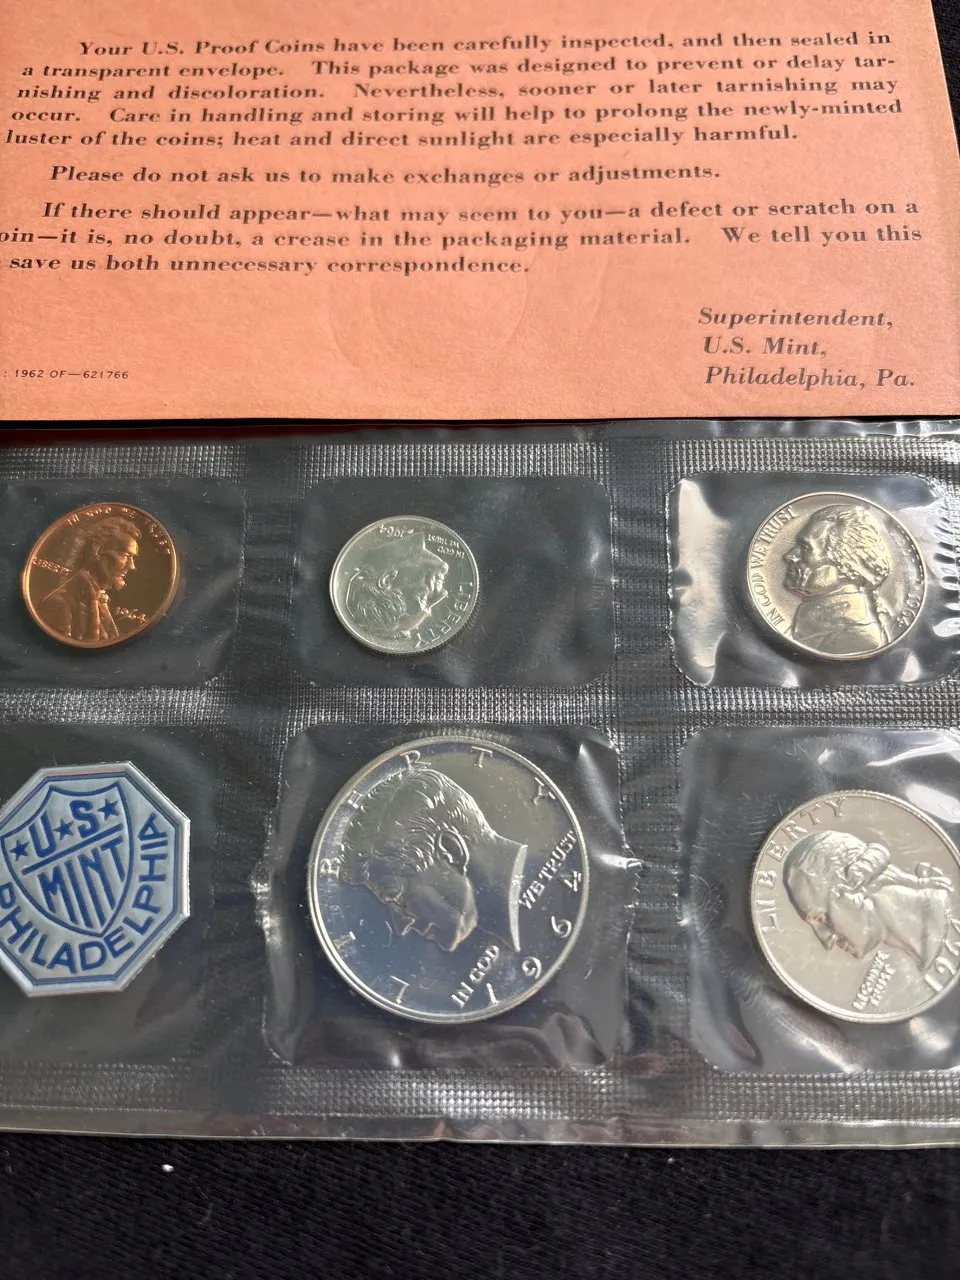 Your U.S. Proof Coins have been carefully inspected, and then sealed in
a transparent envelope. This package was designed to prevent or delay tar-
nishing and discoloration. Nevertheless, sooner or later tarnishing may
occur. Care in handling and storing will help to prolong the newly-minted
luster of the coins; heat and direct sunlight are especially harmful.
Please do not ask us to make exchanges or adjustments.
If there should appear—what may seem to you—a defect or scratch on a
oin—it is, no doubt, a crease in the packaging material. We tell you this
save us both unnecessary correspondence.
Superintendent,
U.S. Mint,
Philadelphia, Pa.
: 1962 OF—621766
IN GOD WE TRUST
LIBERTY
1964
LIBERTY
IN GOD
WE TRUST
1964
IN GOD WE TRUST
1964
U.S.
MINT
PHILADELPHIA
LIBERTY
IN GOD
WE TRUST
1964
LIBERTY
IN GOD WE
TRUST
1964